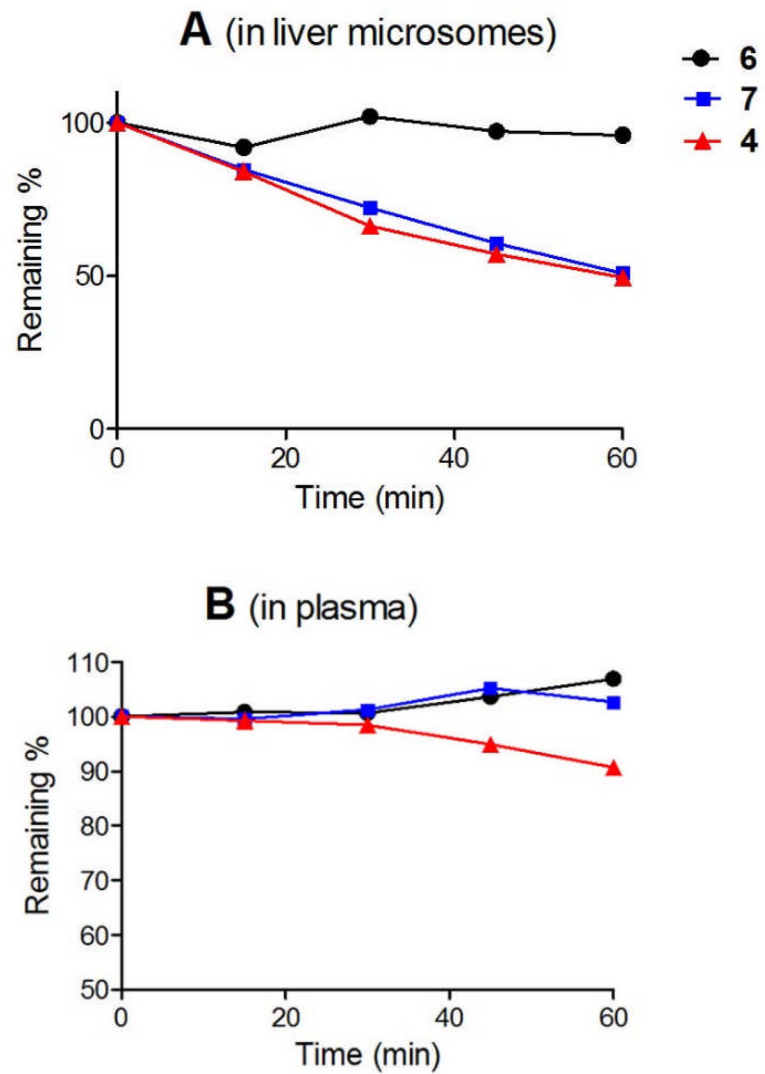 A (in liver microsomes)
6
7
4
100
50
0
Remaining %
0 20 40 60
Time (min)
B (in plasma)
110
100
90
80
70
60
50
Remaining %
0 20 40 60
Time (min)